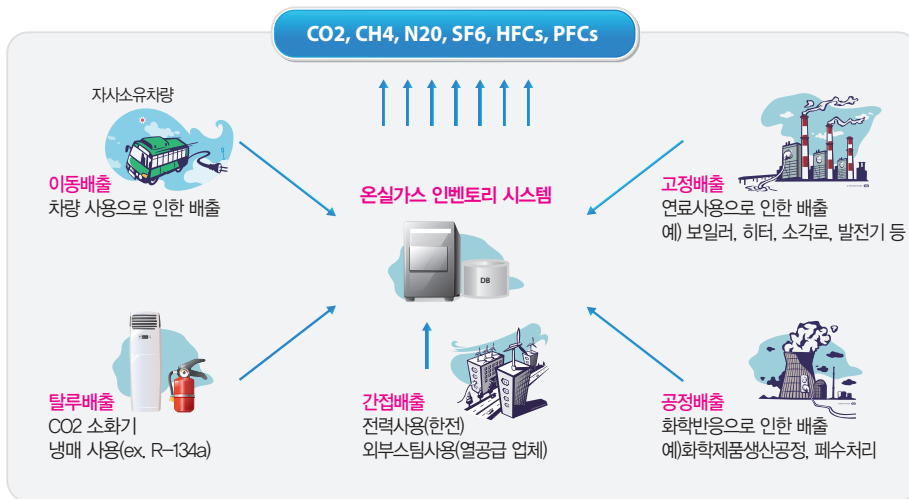 CO2, CH4, N20, SF6, HFCs, PFCs
자사소유차량
이동배출
차량 사용으로 인한 배출
온실가스 인벤토리 시스템
DB
고정배출
연료사용으로 인한 배출
예) 보일러, 히터, 소각로, 발전기 등
탈루배출
CO2 소화기
냉매 사용(ex. R-134a)
간접배출
전력사용(한전)
외부스팀사용(열공급 업체)
공정배출
화학반응으로 인한 배출
예)화학제품생산공정, 폐수처리